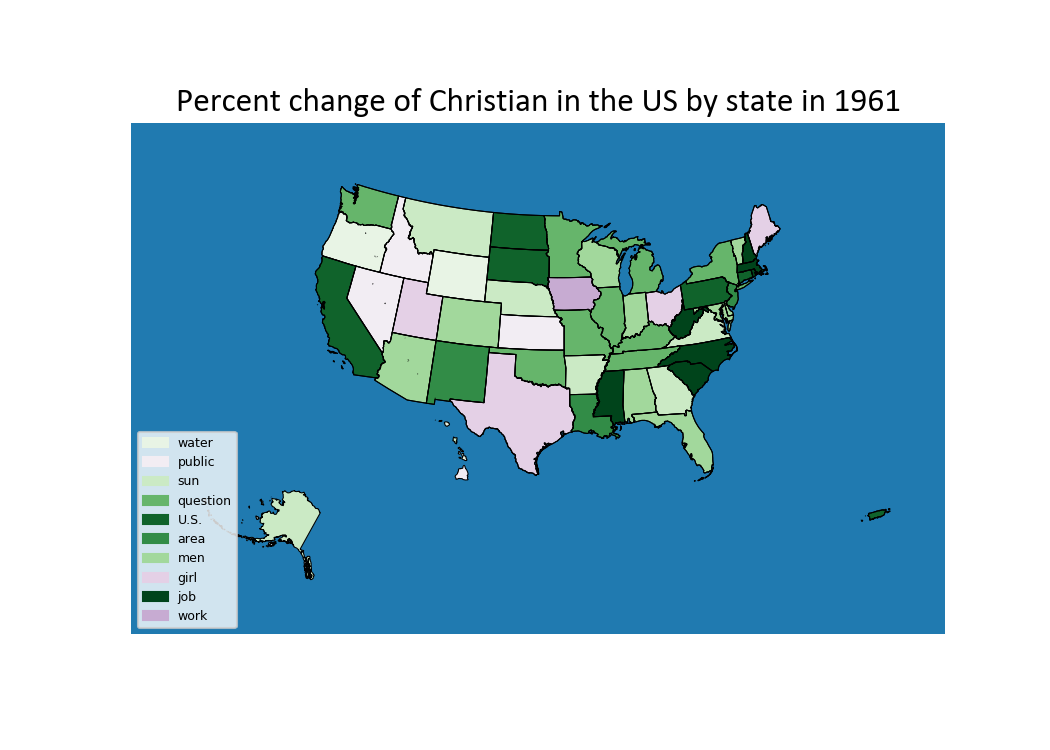 Percent change of Christian in the US by state in 1961
water
public
sun
question
U.S.
area
men
girl
job
work